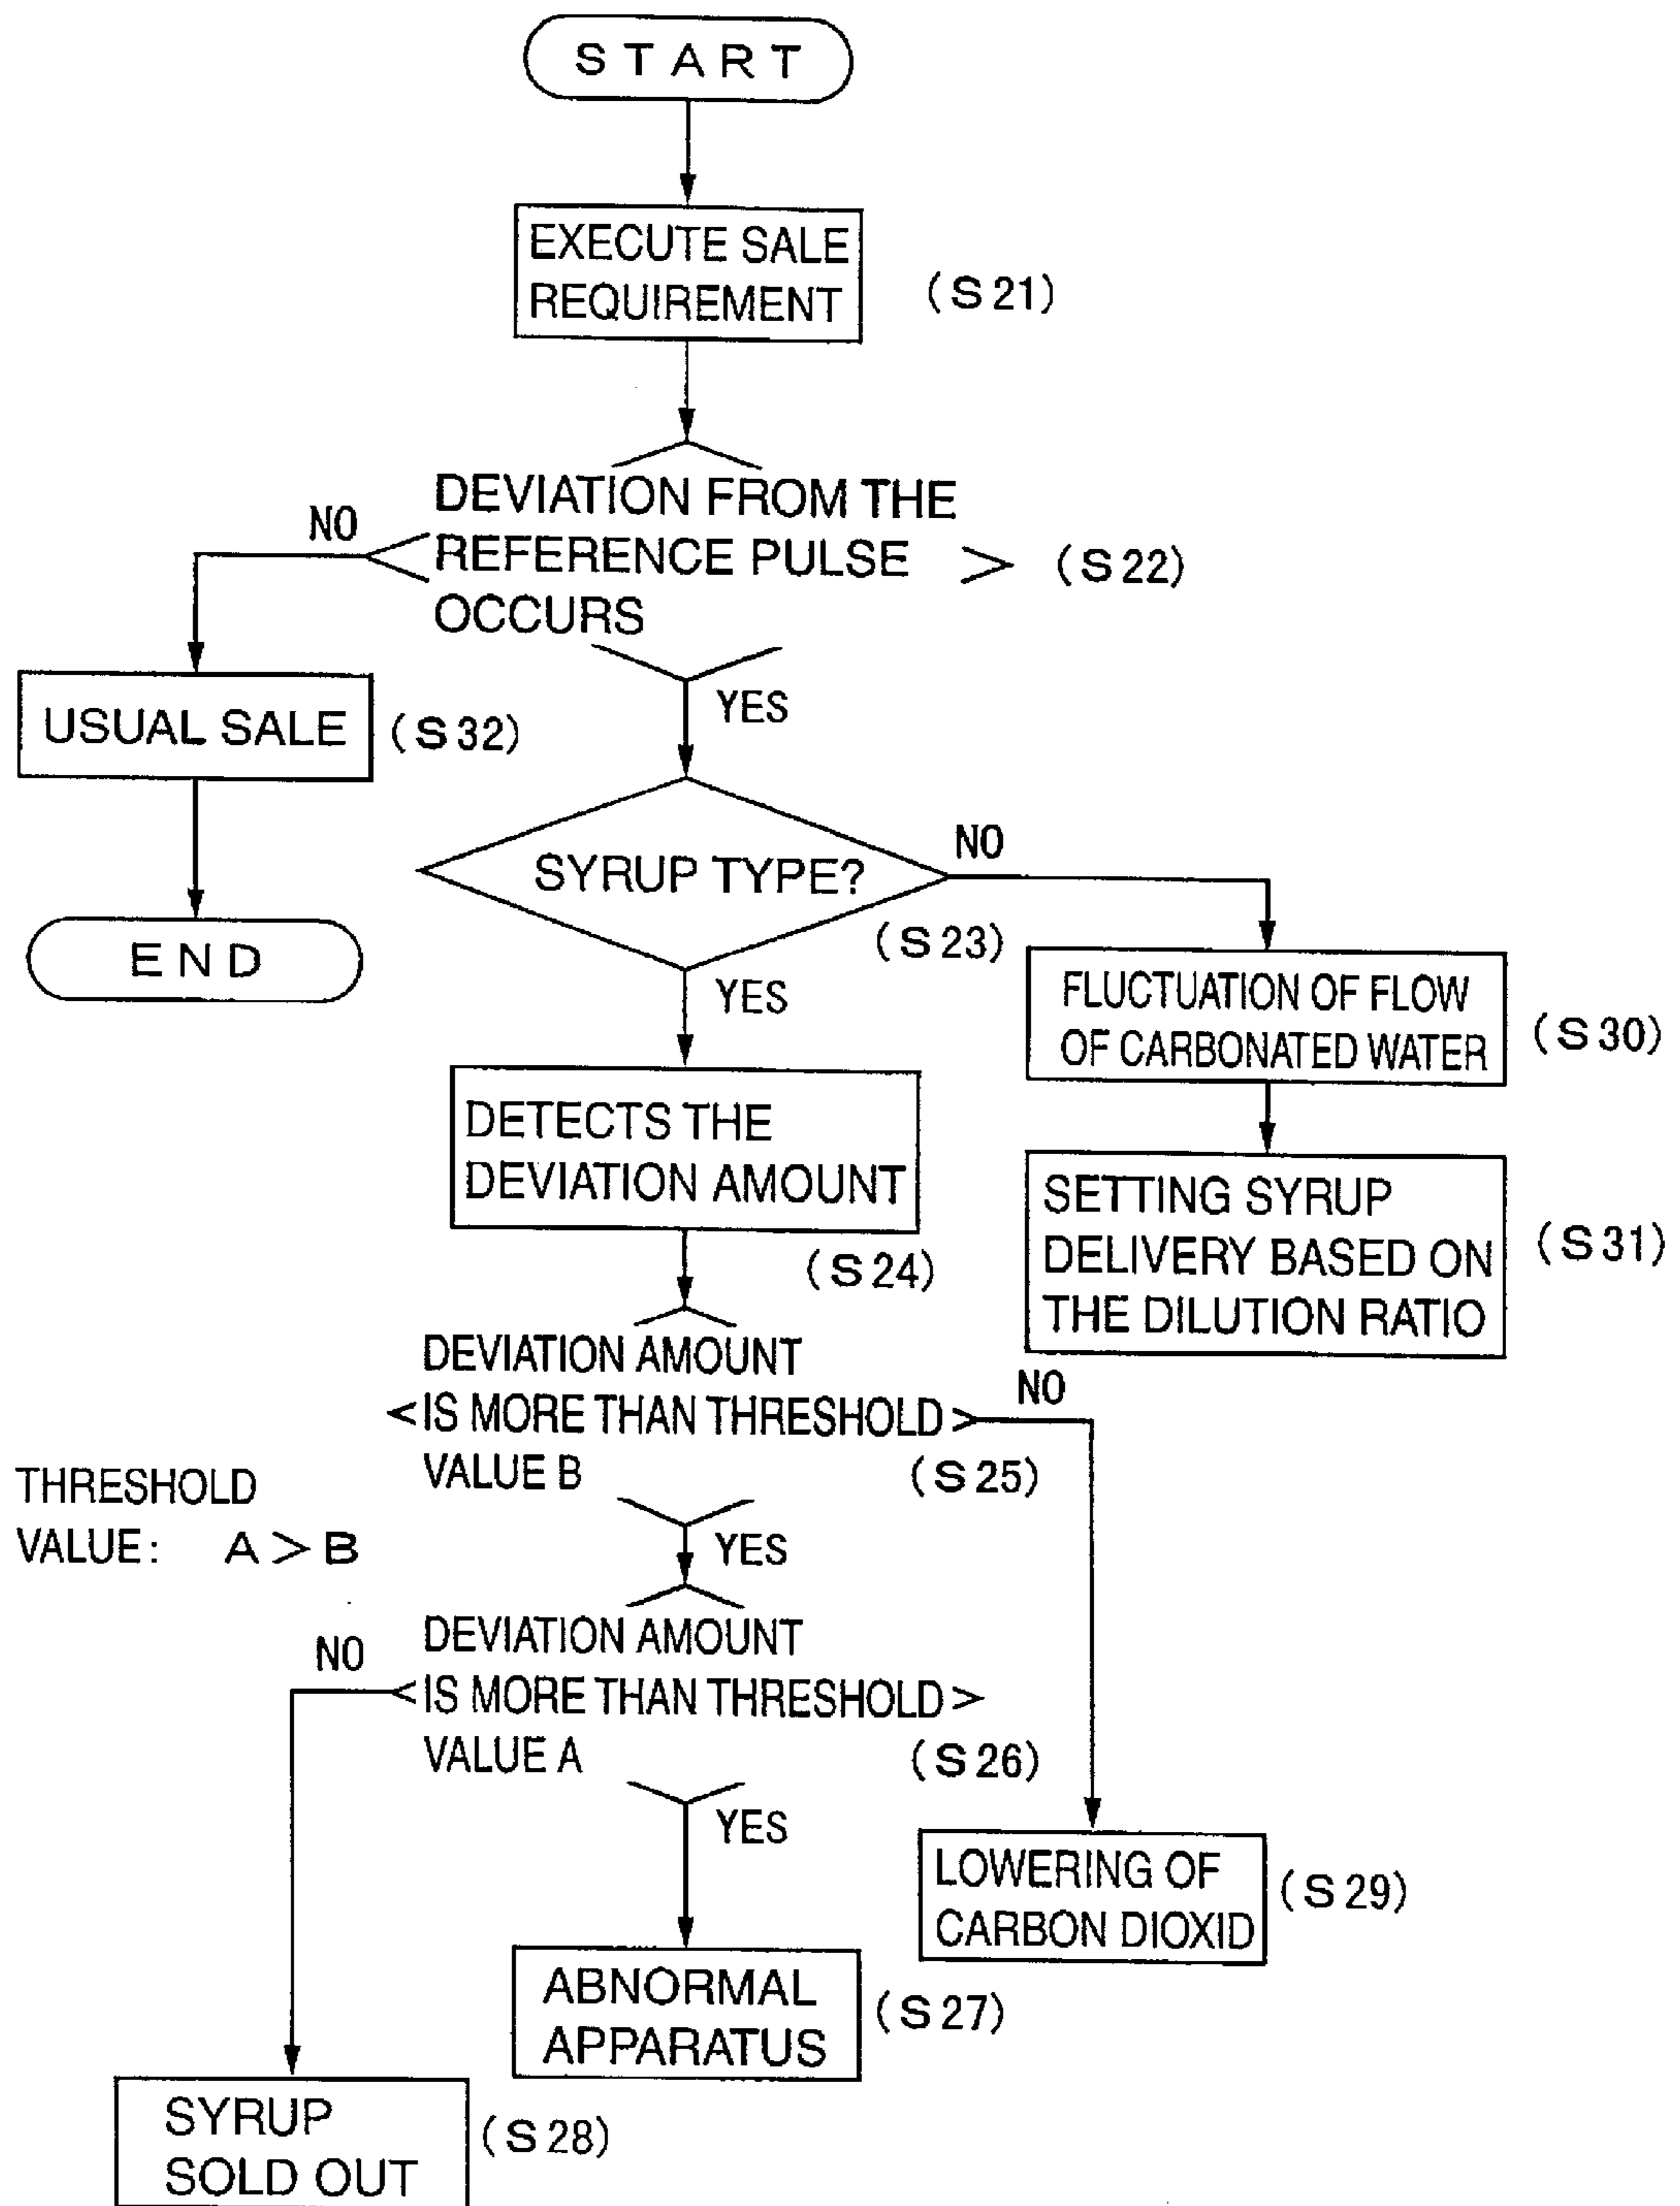 START
EXECUTE SALE
REQUIREMENT
(S21)
DEVIATION FROM THE
REFERENCE PULSE
OCCURS
(S22)
NO
YES
USUAL SALE
(S32)
END
SYRUP TYPE?
(S23)
NO
YES
FLUCTUATION OF FLOW
OF CARBONATED WATER
(S30)
SETTING SYRUP
DELIVERY BASED ON
THE DILUTION RATIO
(S31)
DETECTS THE
DEVIATION AMOUNT
(S24)
DEVIATION AMOUNT
IS MORE THAN THRESHOLD
VALUE B
(S25)
NO
YES
THRESHOLD
VALUE: A > B
DEVIATION AMOUNT
IS MORE THAN THRESHOLD
VALUE A
(S26)
NO
YES
LOWERING OF
CARBON DIOXID
(S29)
ABNORMAL
APPARATUS
(S27)
SYRUP
SOLD OUT
(S28)